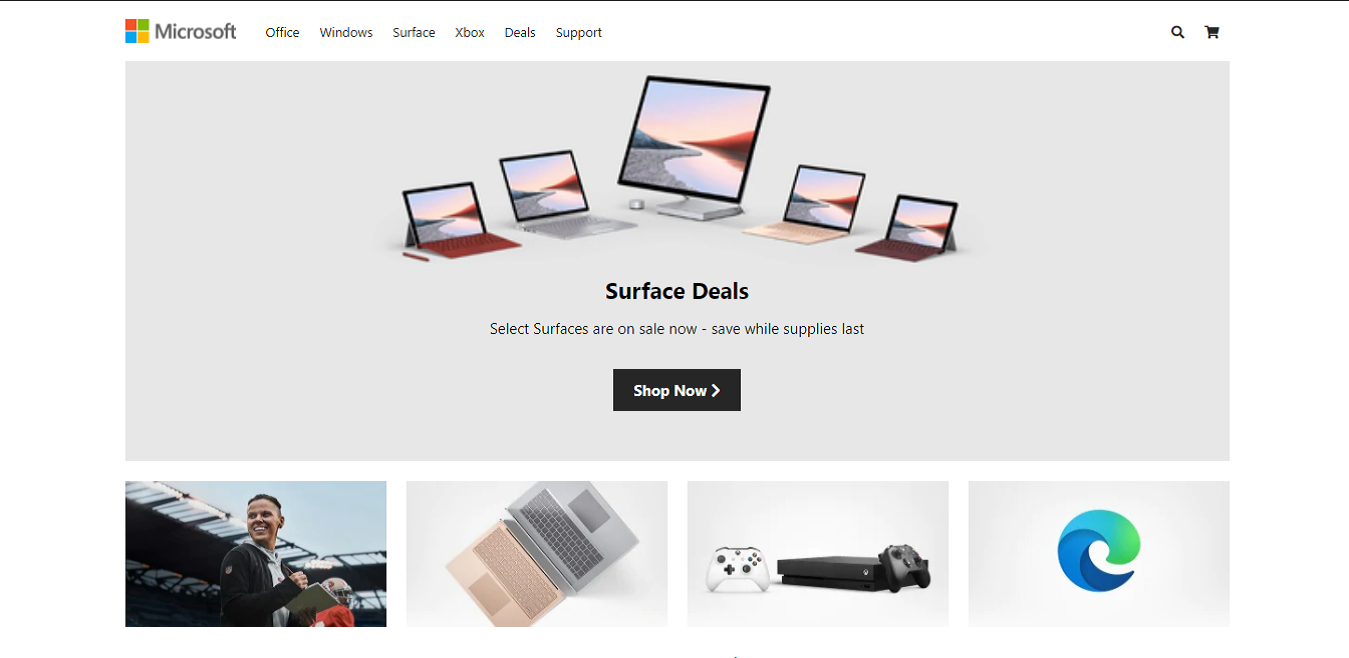 Microsoft Office Windows Surface Xbox Deals Support
Surface Deals
Select Surfaces are on sale now - save while supplies last
Shop Now